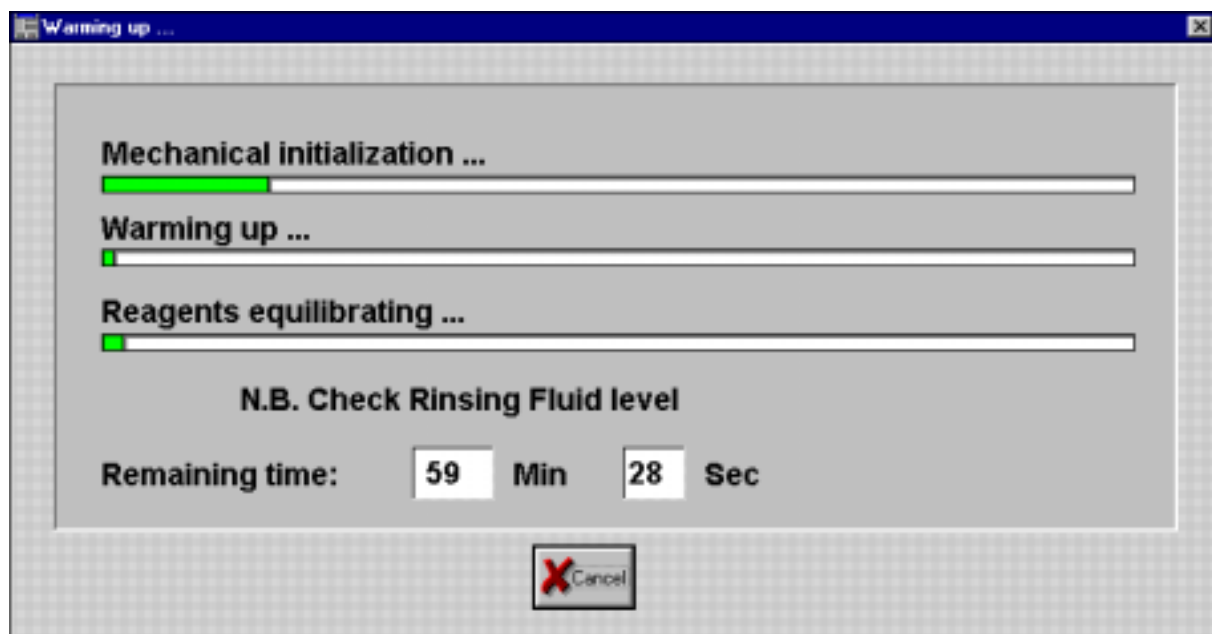 Warming up ...
Mechanical initialization ...
Warming up ...
Reagents equilibrating ...
N.B. Check Rinsing Fluid level
Remaining time: 59 Min 28 Sec
Cancel